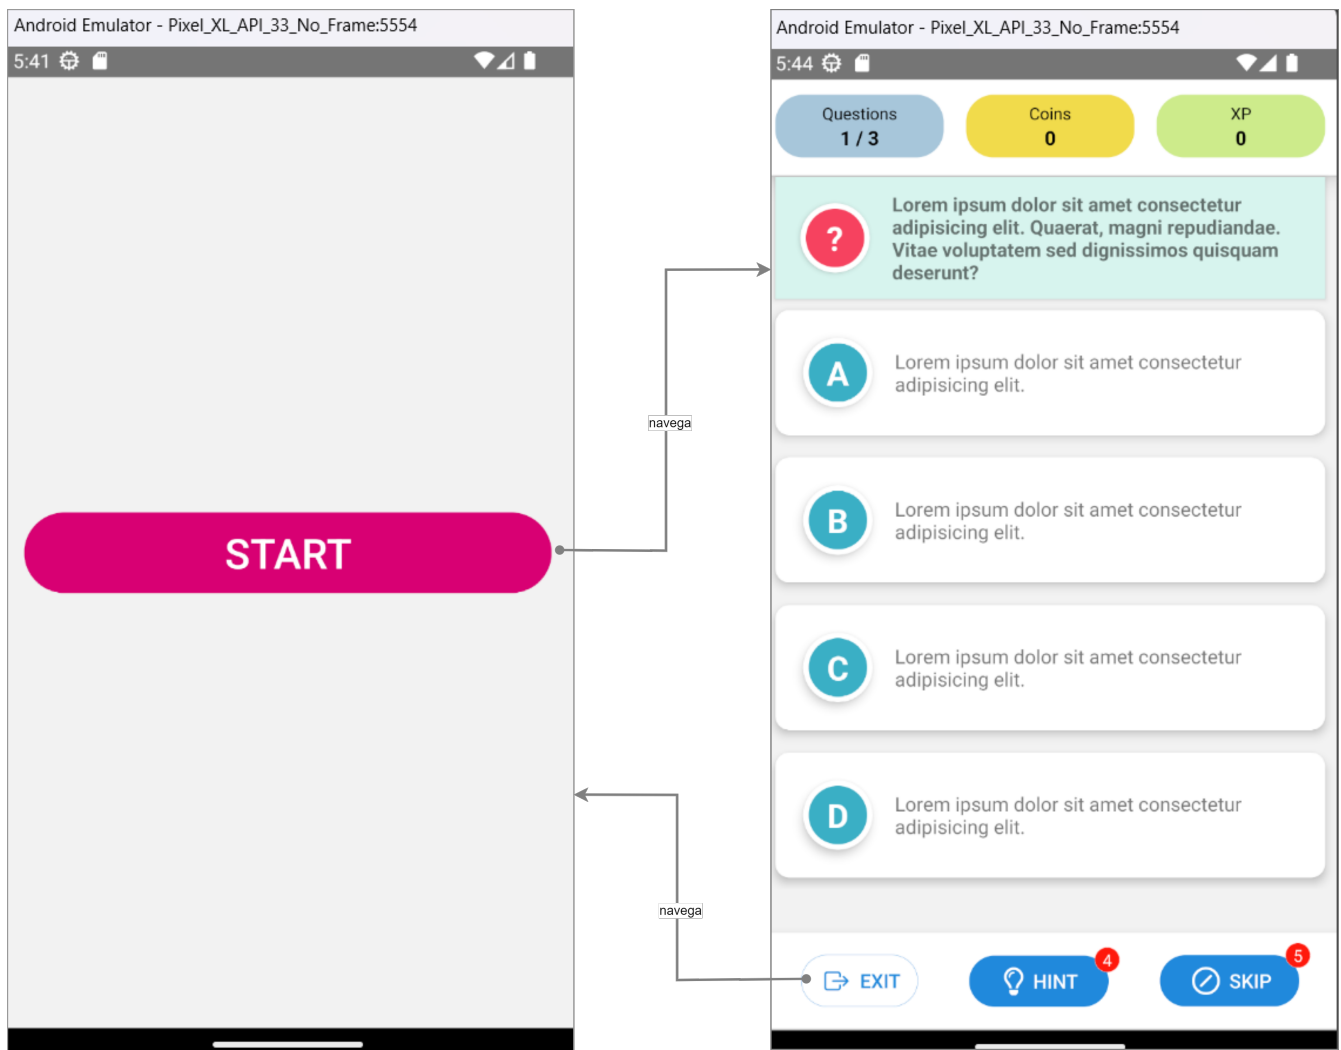 Android Emulator - Pixel_XL_API_33_No_Frame:5554
5:41
START
navega
navega
Android Emulator - Pixel_XL_API_33_No_Frame:5554
5:44
Questions
1 / 3
Coins
0
XP
0
?
Lorem ipsum dolor sit amet consectetur
adipisicing elit. Quaerat, magni repudiandae.
Vitae voluptatem sed dignissimos quisquam
deserunt?
A
Lorem ipsum dolor sit amet consectetur
adipisicing elit.
B
Lorem ipsum dolor sit amet consectetur
adipisicing elit.
C
Lorem ipsum dolor sit amet consectetur
adipisicing elit.
D
Lorem ipsum dolor sit amet consectetur
adipisicing elit.
EXIT
HINT
4
SKIP
5